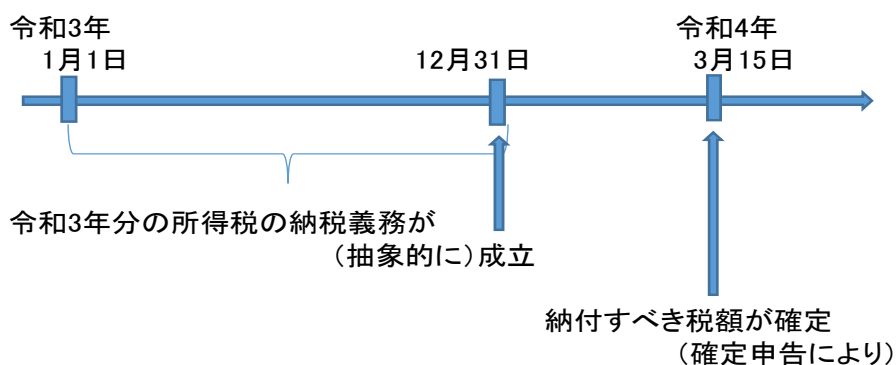 令和3年
1月1日
12月31日
令和4年
3月15日
令和3年分の所得税の納税義務が
（抽象的に）成立
納付すべき税額が確定
（確定申告により）